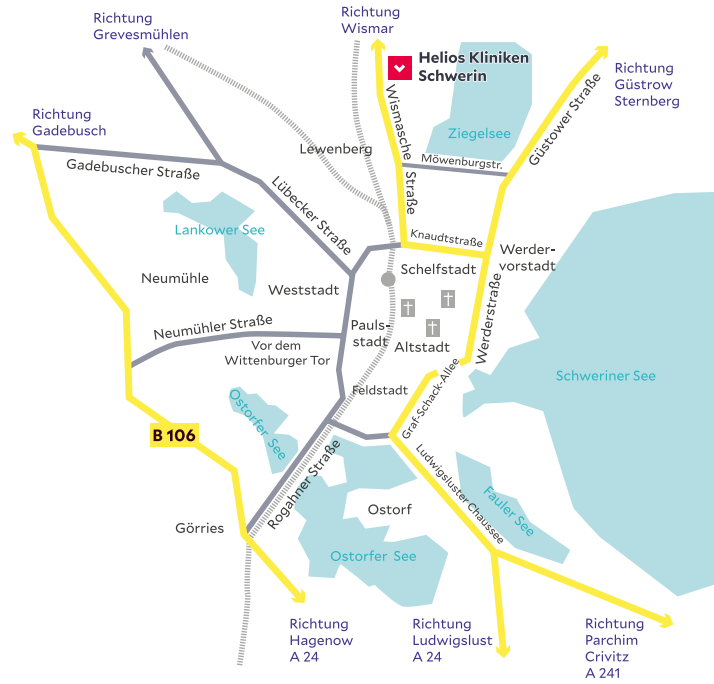 Richtung
Grevesmühlen
Richtung
Wismar
Helios Kliniken
Schwerin
Richtung
Güstrow
Sternberg
Richtung
Gadebusch
Wismasche
Straße
Ziegelsee
Güstower Straße
Lewenberg
Möwenburgstr.
Gadebuscher Straße
Lübecker Straße
Lankower See
Knaudtstraße
Werder-
vorstadt
Schelfstadt
Neumühle
Weststadt
Werderstraße
Neumühler Straße
Pauls-
stadt
Vor dem
Wittenburger Tor
Altstadt
Schweriner See
Feldstadt
Graf-Schack-Allee
Ostorfer See
B 106
Rogahner Straße
Ludwigsluster Chaussee
Fauler See
Ostorf
Görries
Ostorfer See
Richtung
Hagenow
A 24
Richtung
Ludwigslust
A 24
Richtung
Parchim
Crivitz
A 241